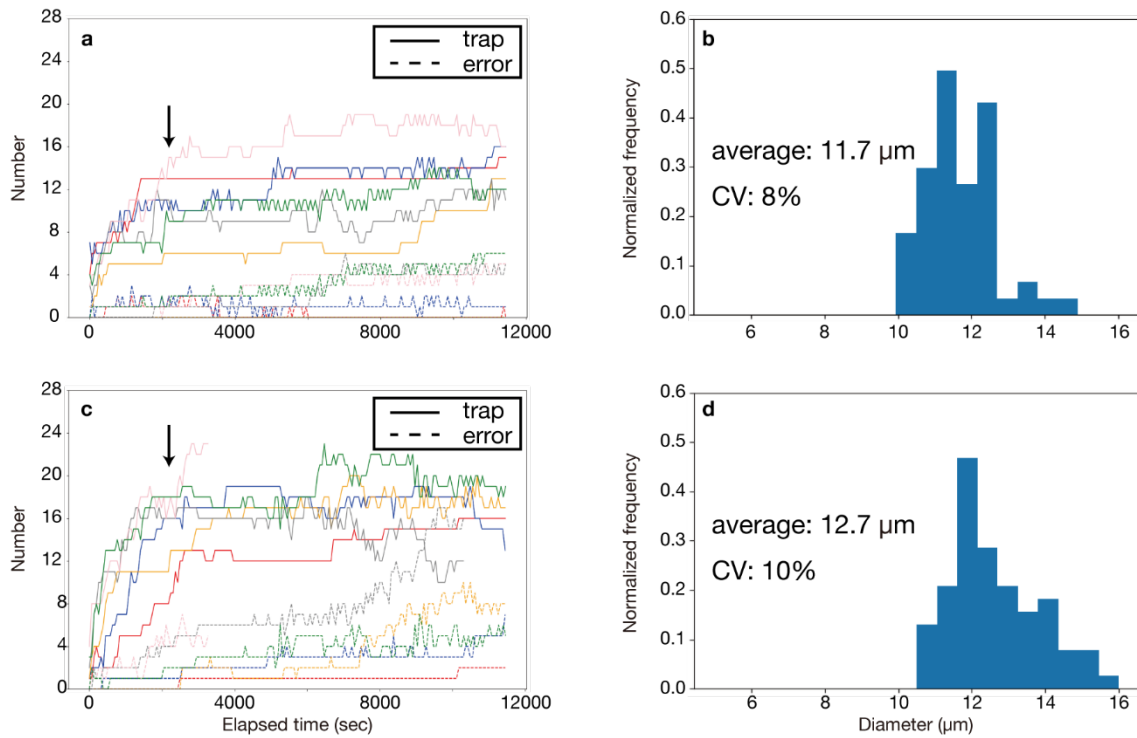 a
trap
error
28
24
20
16
12
8
4
0
Number
0 4000 8000 12000
b
0.6
0.5
0.4
0.3
0.2
0.1
0.0
Normalized frequency
average: 11.7 µm
CV: 8%
6 8 10 12 14 16
c
trap
error
28
24
20
16
12
8
4
0
Number
0 4000 8000 12000
Elapsed time (sec)
d
0.6
0.5
0.4
0.3
0.2
0.1
0.0
Normalized frequency
average: 12.7 µm
CV: 10%
6 8 10 12 14 16
Diameter (µm)